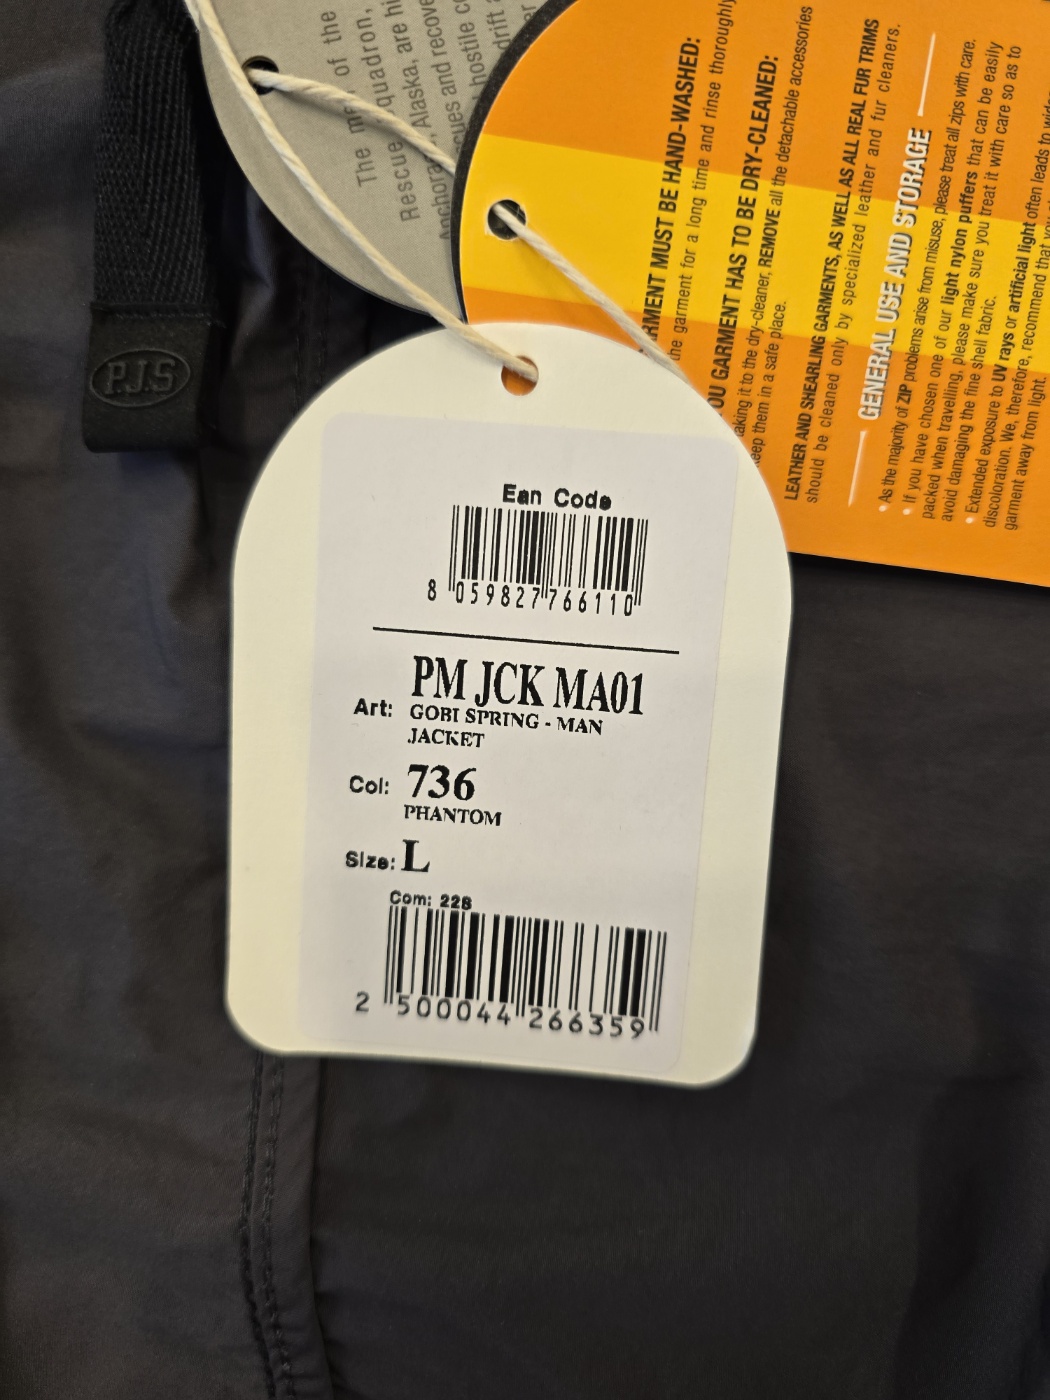 The
of the
quadron,
Rescue
, Alaska, are hi
Anchora
cues and recove
hostile co
drift a
RMENT MUST BE HAND-WASHED:
the garment for a long time and rinse thoroughly
OU GARMENT HAS TO BE DRY-CLEANED:
aking it to the dry-cleaner, REMOVE all the detachable accessories
eep them in a safe place.
LEATHER AND SHEARLING GARMENTS, AS WELL AS ALL REAL FUR TRIMS
should be cleaned only by specialized leather and fur cleaners.
GENERAL USE AND STORAGE
• As the majority of ZIP problems arise from misuse, please treat all zips with care.
• If you have chosen one of our light nylon puffers that can be easily
packed when travelling, please make sure you treat it with care so as to
avoid damaging the fine shell fabric.
• Extended exposure to UV rays or artificial light often leads to
discoloration. We, therefore, recommend that
garment away from light.
P.J.S
Ean Code
8 059827 766110
Art: PM JCK MA01
GOBI SPRING - MAN
JACKET
Col: 736
PHANTOM
Size: L
Com: 228
2 500044 266359